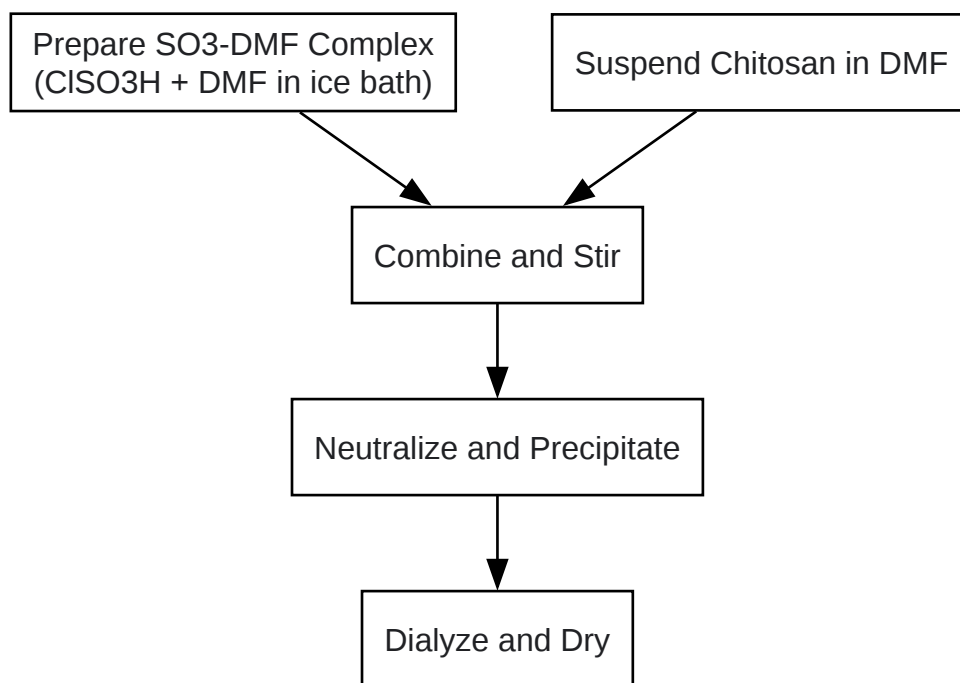 Prepare SO3-DMF Complex
(ClSO3H + DMF in ice bath)
Suspend Chitosan in DMF
Combine and Stir
Neutralize and Precipitate
Dialyze and Dry